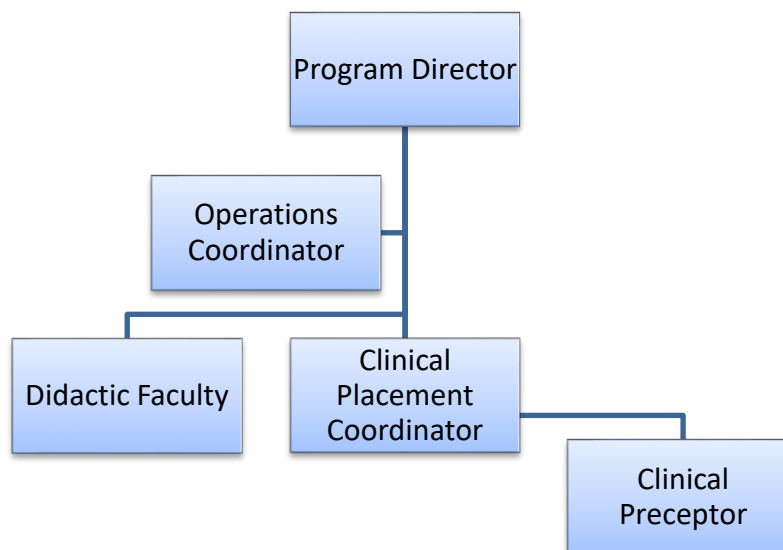 Program Director
Operations
Coordinator
Didactic Faculty
Clinical
Placement
Coordinator
Clinical
Preceptor